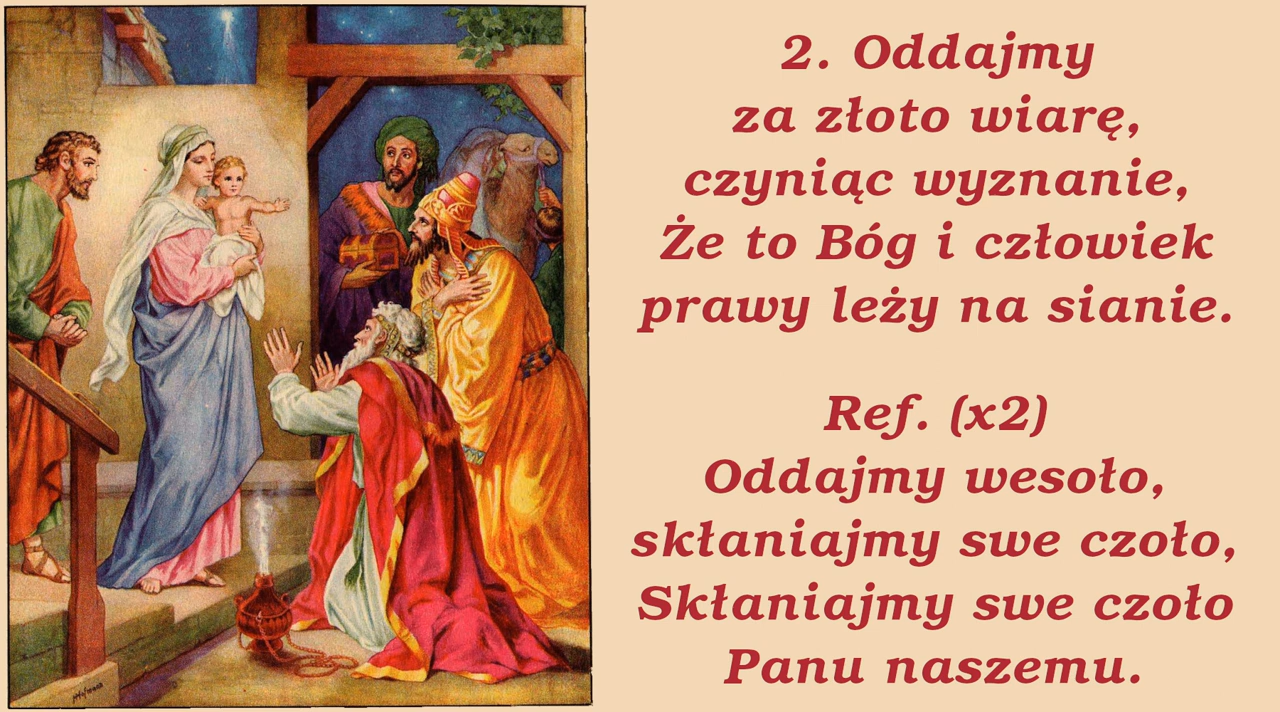 2. Oddajmy
za złoto wiarę,
czyniąc wyznanie,
Że to Bóg i człowiek
prawy leży na sianie.
Ref. (x2)
Oddajmy wesoło,
skłaniajmy swe czoło,
Skłaniajmy swe czoło
Panu naszemu.